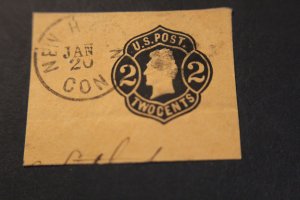 NEW H
JAN
20
CON
U.S. POST.
2 2
TWO CENTS